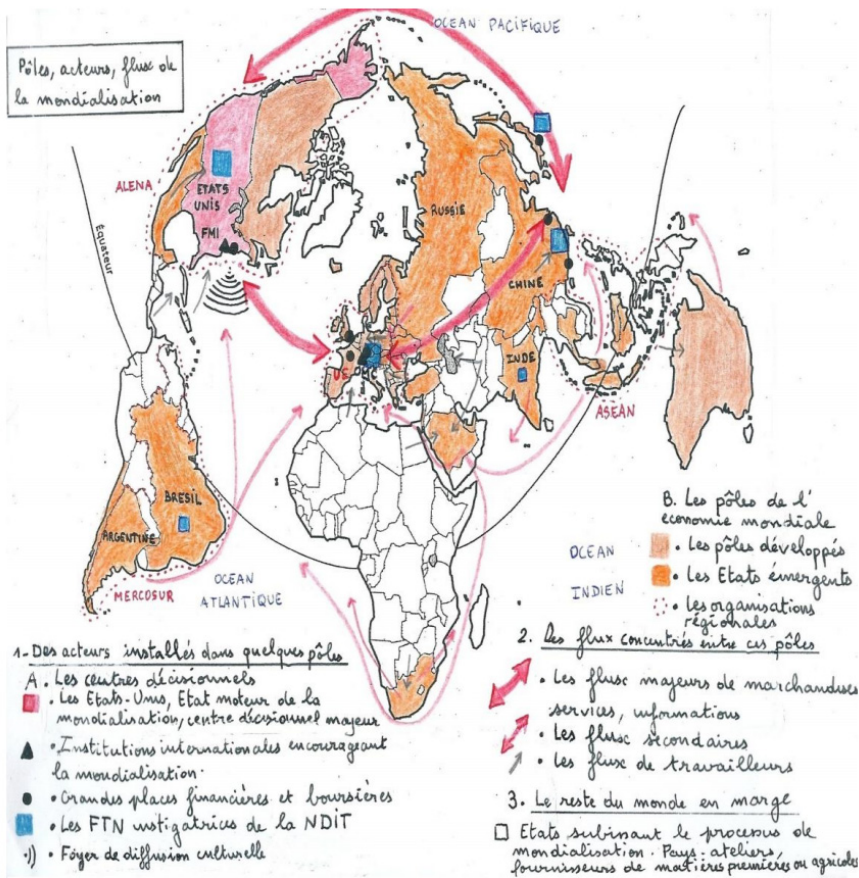 Pôles, acteurs, flux de
la mondialisation
OCEAN PACIFIQUE
ALENA
Équateur
ETATS
UNIS
FMI
RUSSIE
CHINE
INDE
UE
OMC
ASEAN
BRESIL
ARGENTINE
MERCOSUR
OCEAN
ATLANTIQUE
OCEAN
INDIEN
1-Des acteurs installés dans quelques pôles
A. Les centres décisionnels
• Les Etats-Unis, Etat moteur de la
mondialisation, centre décisionnel majeur
• Institutions internationales encourageant
la mondialisation.
• Grandes places financières et boursières
• Les FTN instigatrices de la NDIT
• Foyer de diffusion culturelle
B. Les pôles de l'
économie mondiale
• Les pôles développés
• Les Etats émergents
• les organisations
régionales
2. Des flux concentrés entre ces pôles
• Les flux majeurs de marchandises
services, informations
• Les flux secondaires
• Les flux de travailleurs
3. Le reste du monde en marge
Etats subissant le processus de
mondialisation. Pays-ateliers,
fournisseurs de matières premières ou agricoles